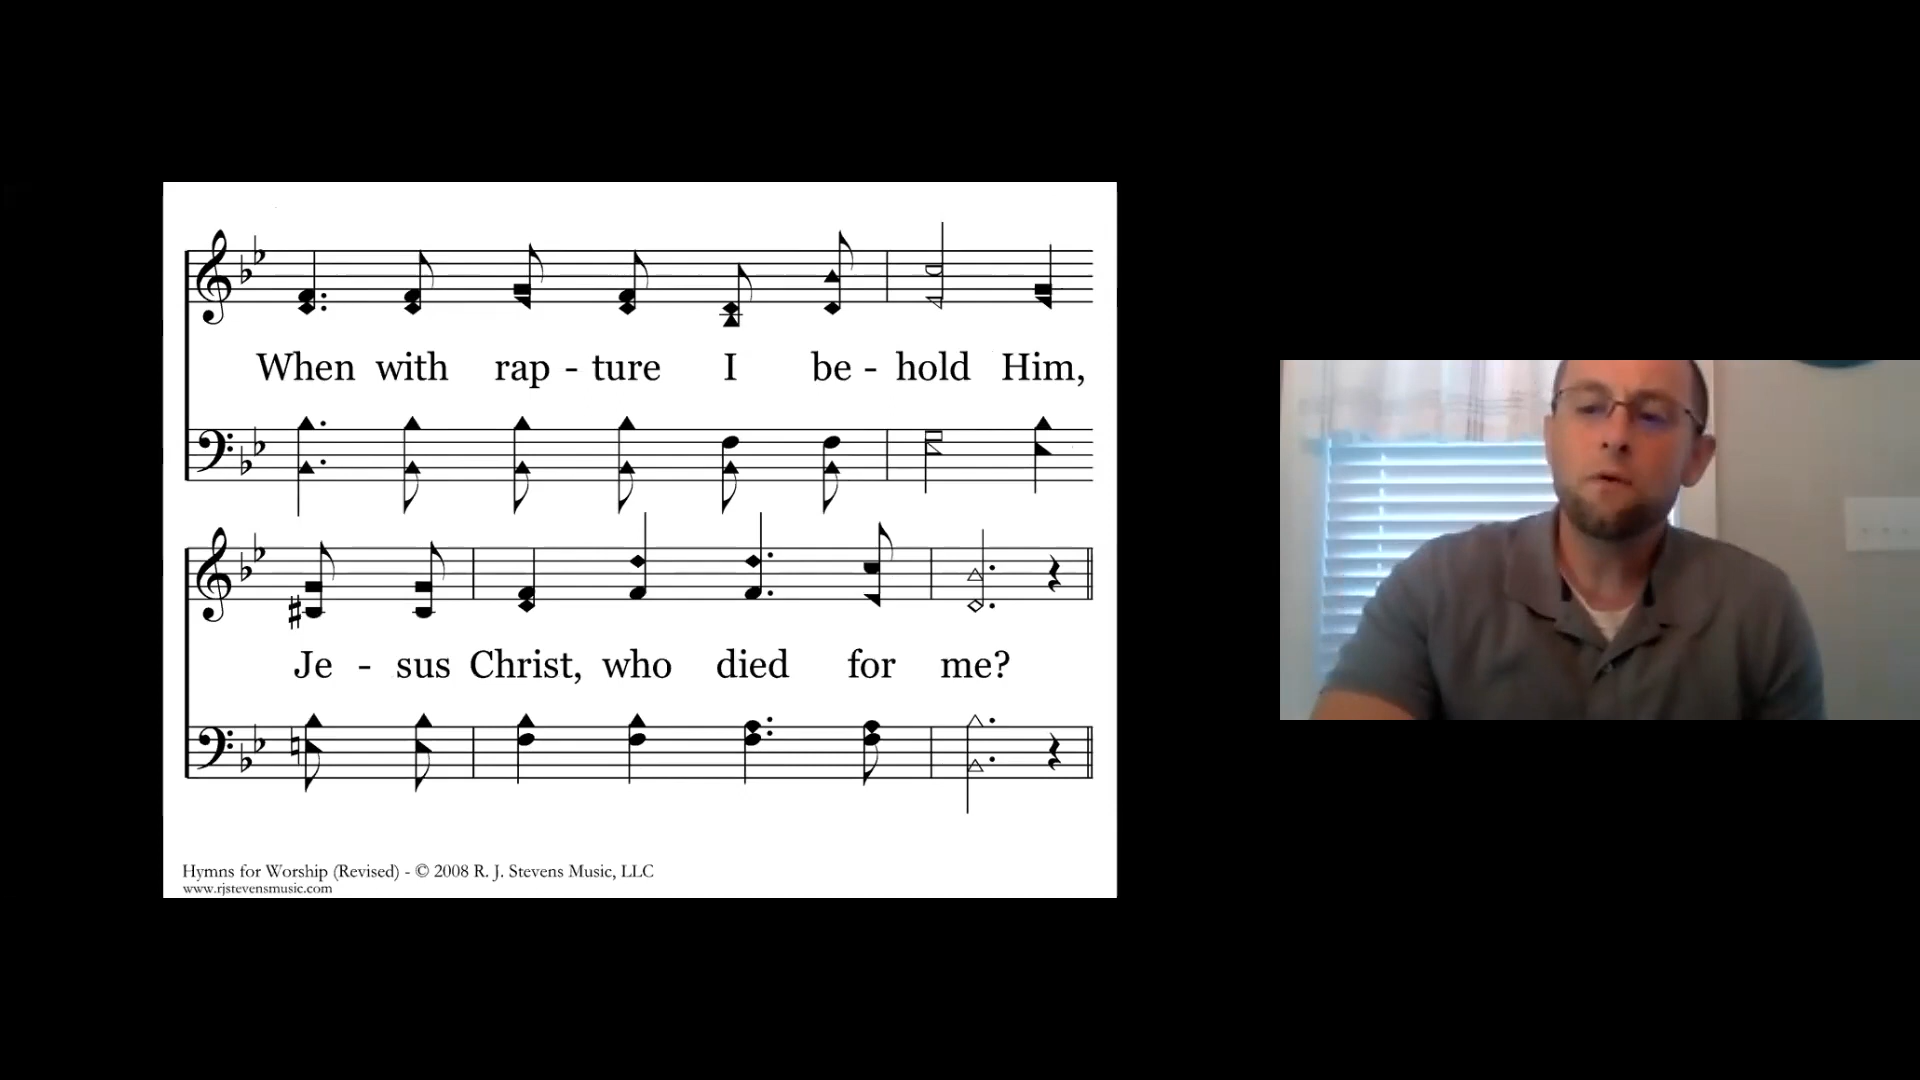 When with rap - ture I be - hold Him,
Je - sus Christ, who died for me?
Hymns for Worship (Revised) - © 2008 R. J. Stevens Music, LLC
www.rjstevensmusic.com